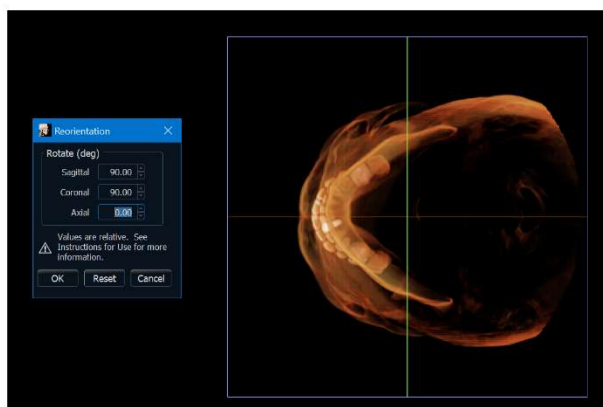 Reorientation
Rotate (deg)
Sagittal 90.00
Coronal 90.00
Axial 0.00
Values are relative. See
Instructions for Use for more
information.
OK Reset Cancel